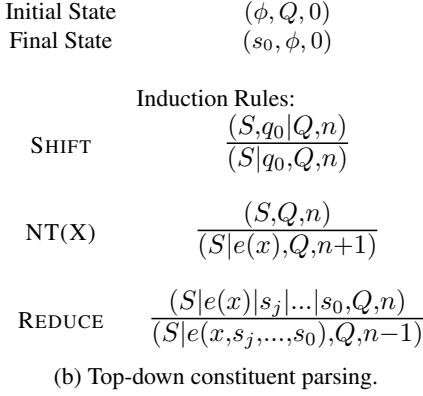 Initial State (ϕ, Q, 0)
Final State (s₀, ϕ, 0)
Induction Rules:
SHIFT (S,q₀|Q,n)
(S|q₀,Q,n)
NT(X) (S,Q,n)
(S|e(x),Q,n+1)
REDUCE (S|e(x)|sⱼ|...|s₀,Q,n)
(S|e(x,sⱼ,...,s₀),Q,n−1)
(b) Top-down constituent parsing.